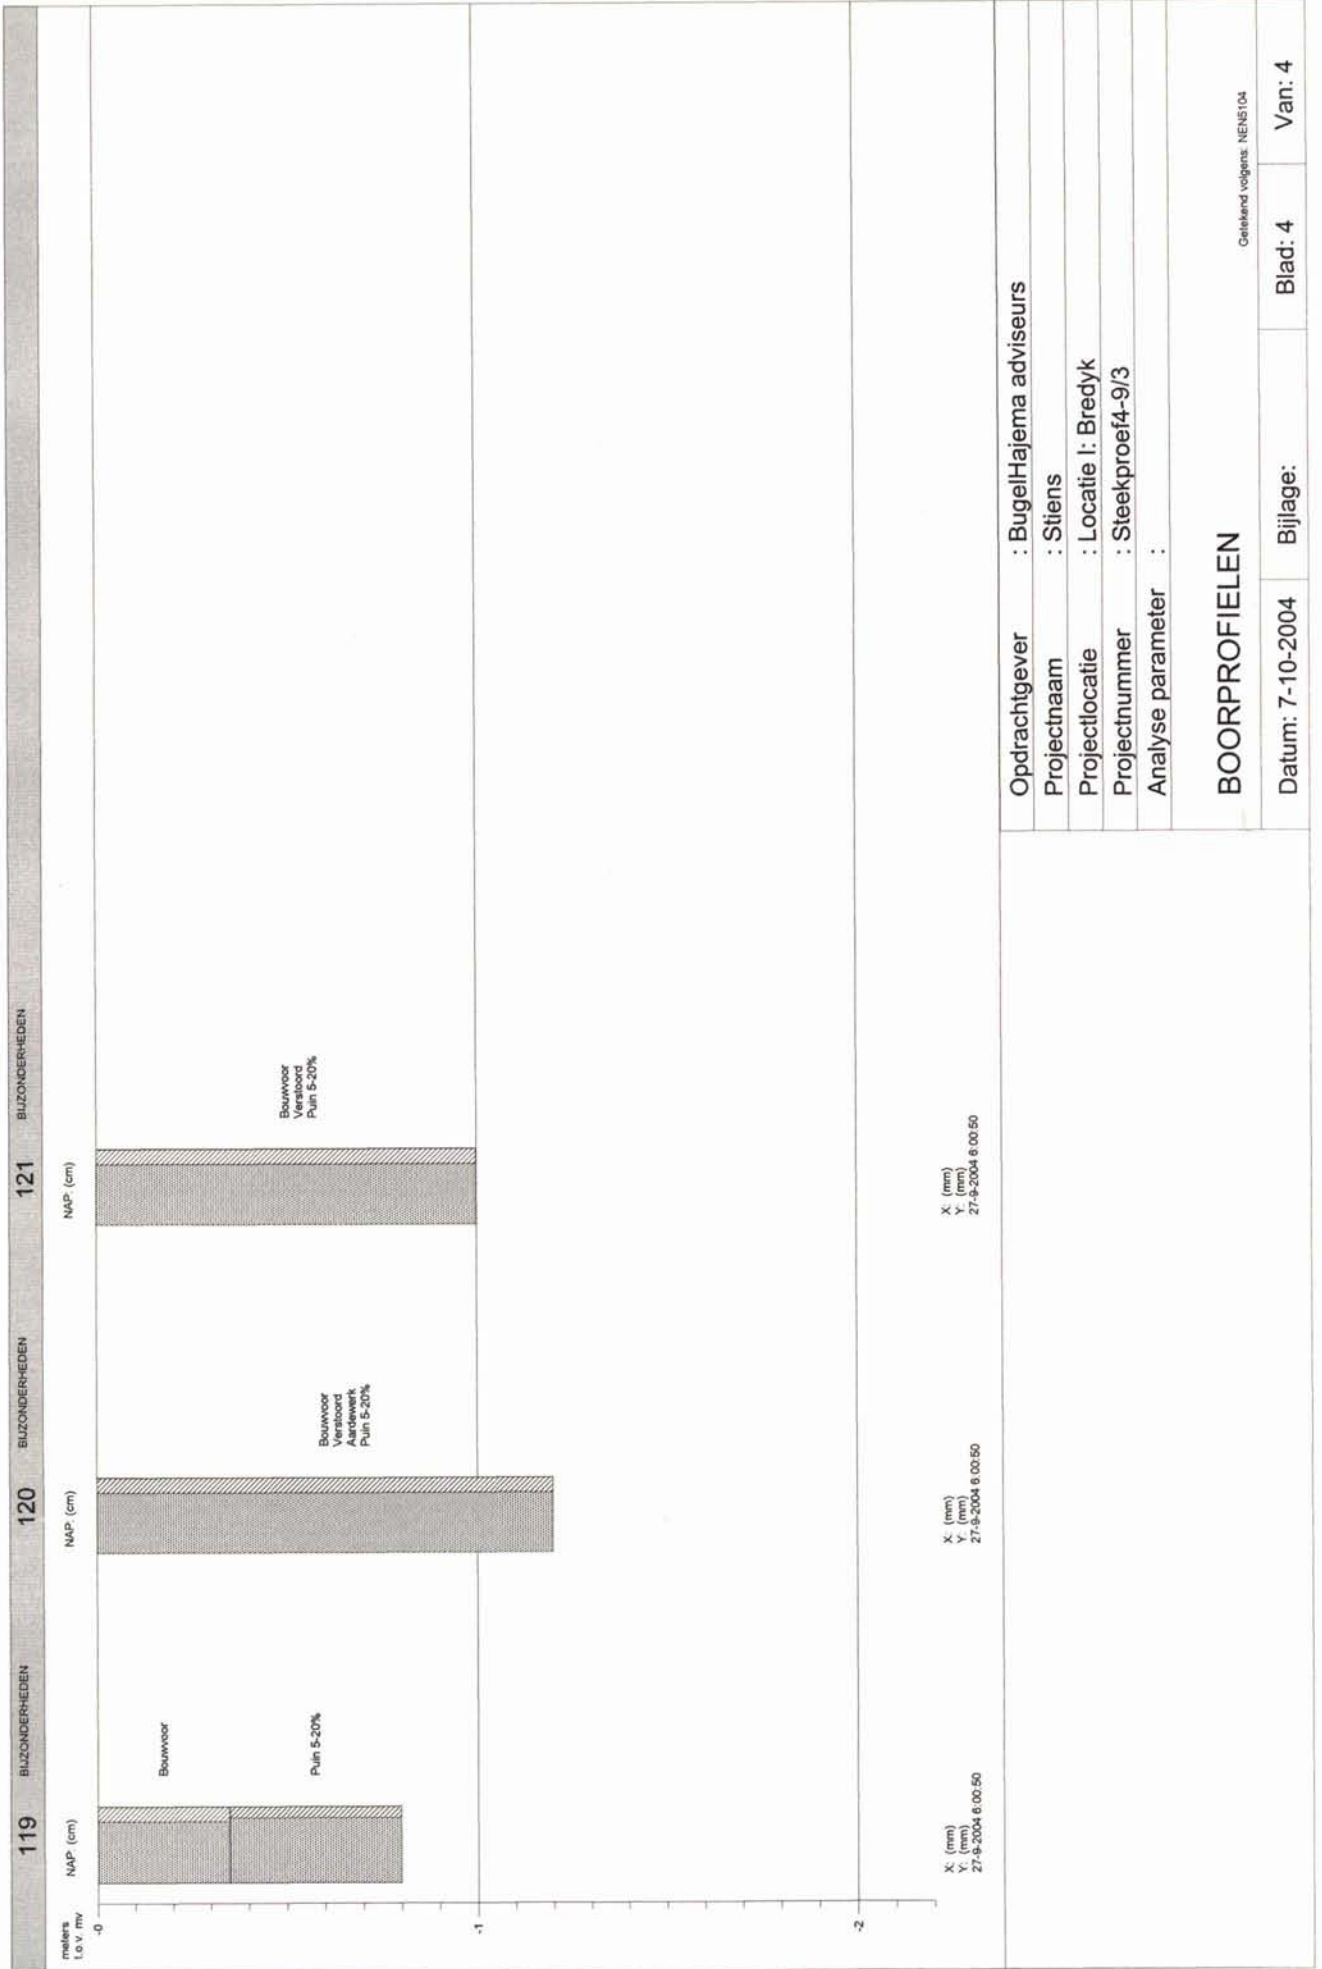 119 BIJZONDERHEDEN 120 BIJZONDERHEDEN 121 BIJZONDERHEDEN
meters
t.o.v. mv
NAP: (cm) NAP: (cm) NAP: (cm)
-0
Bouwvoor
Puin 5-20%
Bouwvoor
Verstoord
Aardewerk
Puin 5-20%
Bouwvoor
Verstoord
Puin 5-20%
-1
-2
X: (mm)
Y: (mm)
27-9-2004 6:00:50
X: (mm)
Y: (mm)
27-9-2004 6:00:50
X: (mm)
Y: (mm)
27-9-2004 6:00:50
Opdrachtgever : BugelHajema adviseurs
Projectnaam : Stiens
Projectlocatie : Locatie I: Bredyk
Projectnummer : Steekproef4-9/3
Analyse parameter :
BOORPROFIELEN
Getekend volgens: NEN5104
Datum: 7-10-2004 Bijlage: Blad: 4 Van: 4